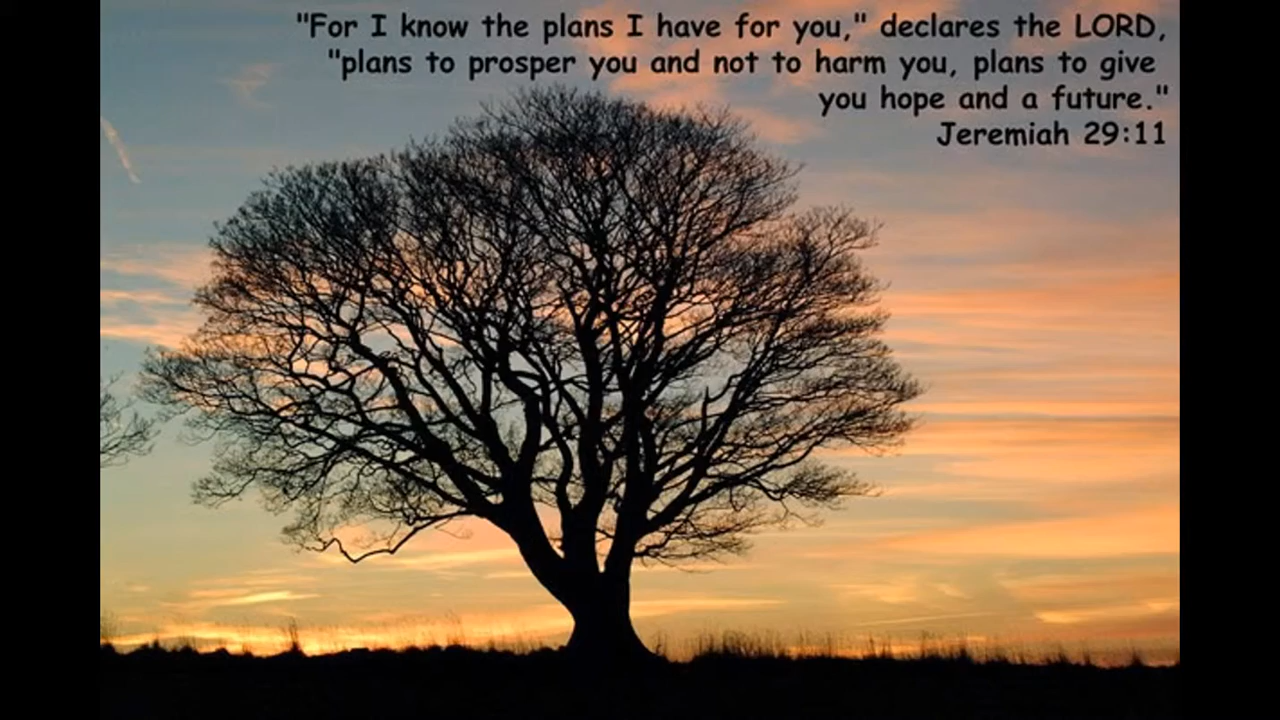 "For I know the plans I have for you," declares the LORD,
"plans to prosper you and not to harm you, plans to give
you hope and a future."
Jeremiah 29:11